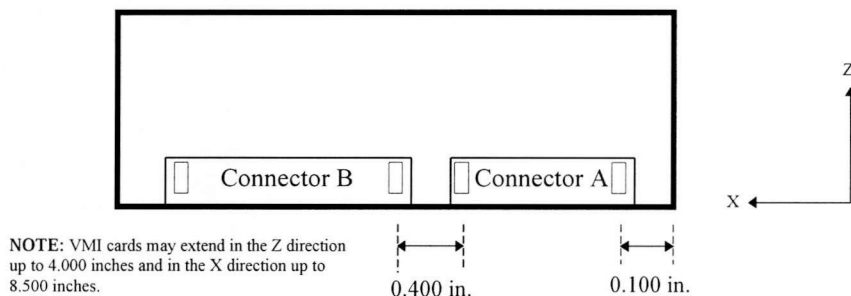 Z
Connector B
Connector A
X
NOTE: VMI cards may extend in the Z direction
up to 4.000 inches and in the X direction up to
8.500 inches.
0.400 in.
0.100 in.